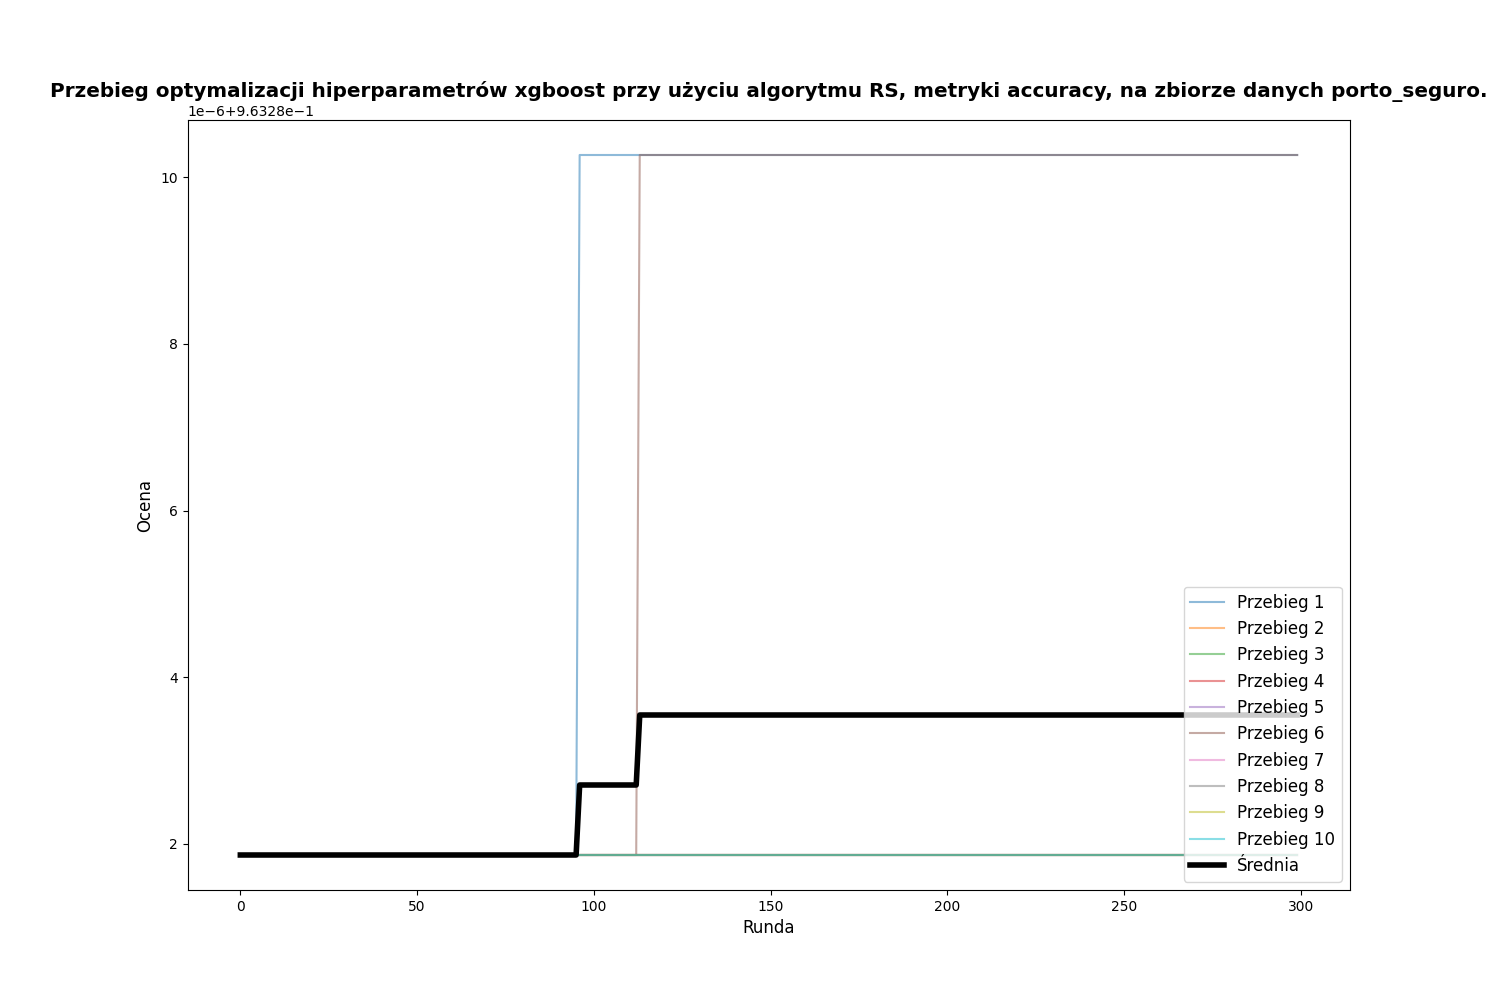 Przebieg optymalizacji hiperparametrów xgboost przy użyciu algorytmu RS, metryki accuracy, na zbiorze danych porto_seguro.
1e−6+9.6328e−1
10
8
6
4
2
Ocena
0
50
100
150
200
250
300
Runda
Przebieg 1
Przebieg 2
Przebieg 3
Przebieg 4
Przebieg 5
Przebieg 6
Przebieg 7
Przebieg 8
Przebieg 9
Przebieg 10
Średnia